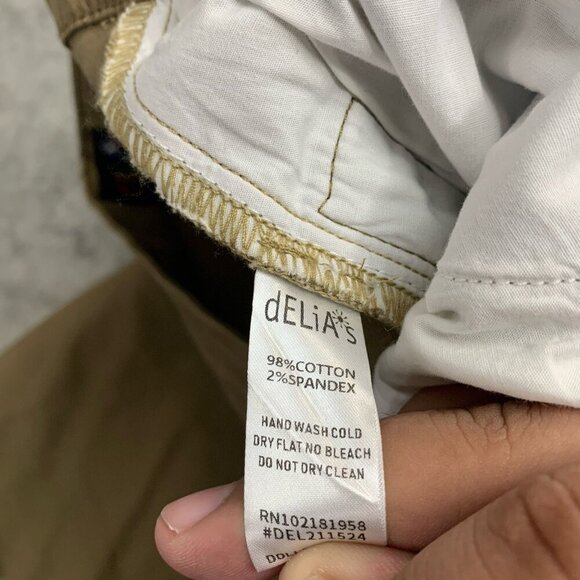 dELiA*s
98%COTTON
2%SPANDEX
HAND WASH COLD
DRY FLAT NO BLEACH
DO NOT DRY CLEAN
RN102181958
#DEL211524